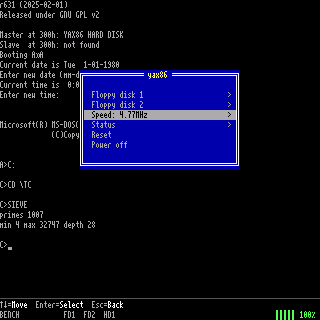 r631 (2025-02-01)
Released under GNU GPL v2
Master at 300h: YAX86 HARD DISK
Slave at 300h: not found
Booting A>A
Current date is Tue 1-01-1980
Enter new date (mm-d
Current time is 0:0
Enter new time:
Microsoft(R) MS-DOS(
(C)Copy
yax86
Floppy disk 1 >
Floppy disk 2 >
Speed: 4.77MHz >
Status >
Reset
Power off
A>C:
C>CD \TC
C>SIEVE
primes 1007
min 4 max 32747 depth 28
C>_
↑↓=Move Enter=Select Esc=Back
BENCH FD1 FD2 HD1 100%